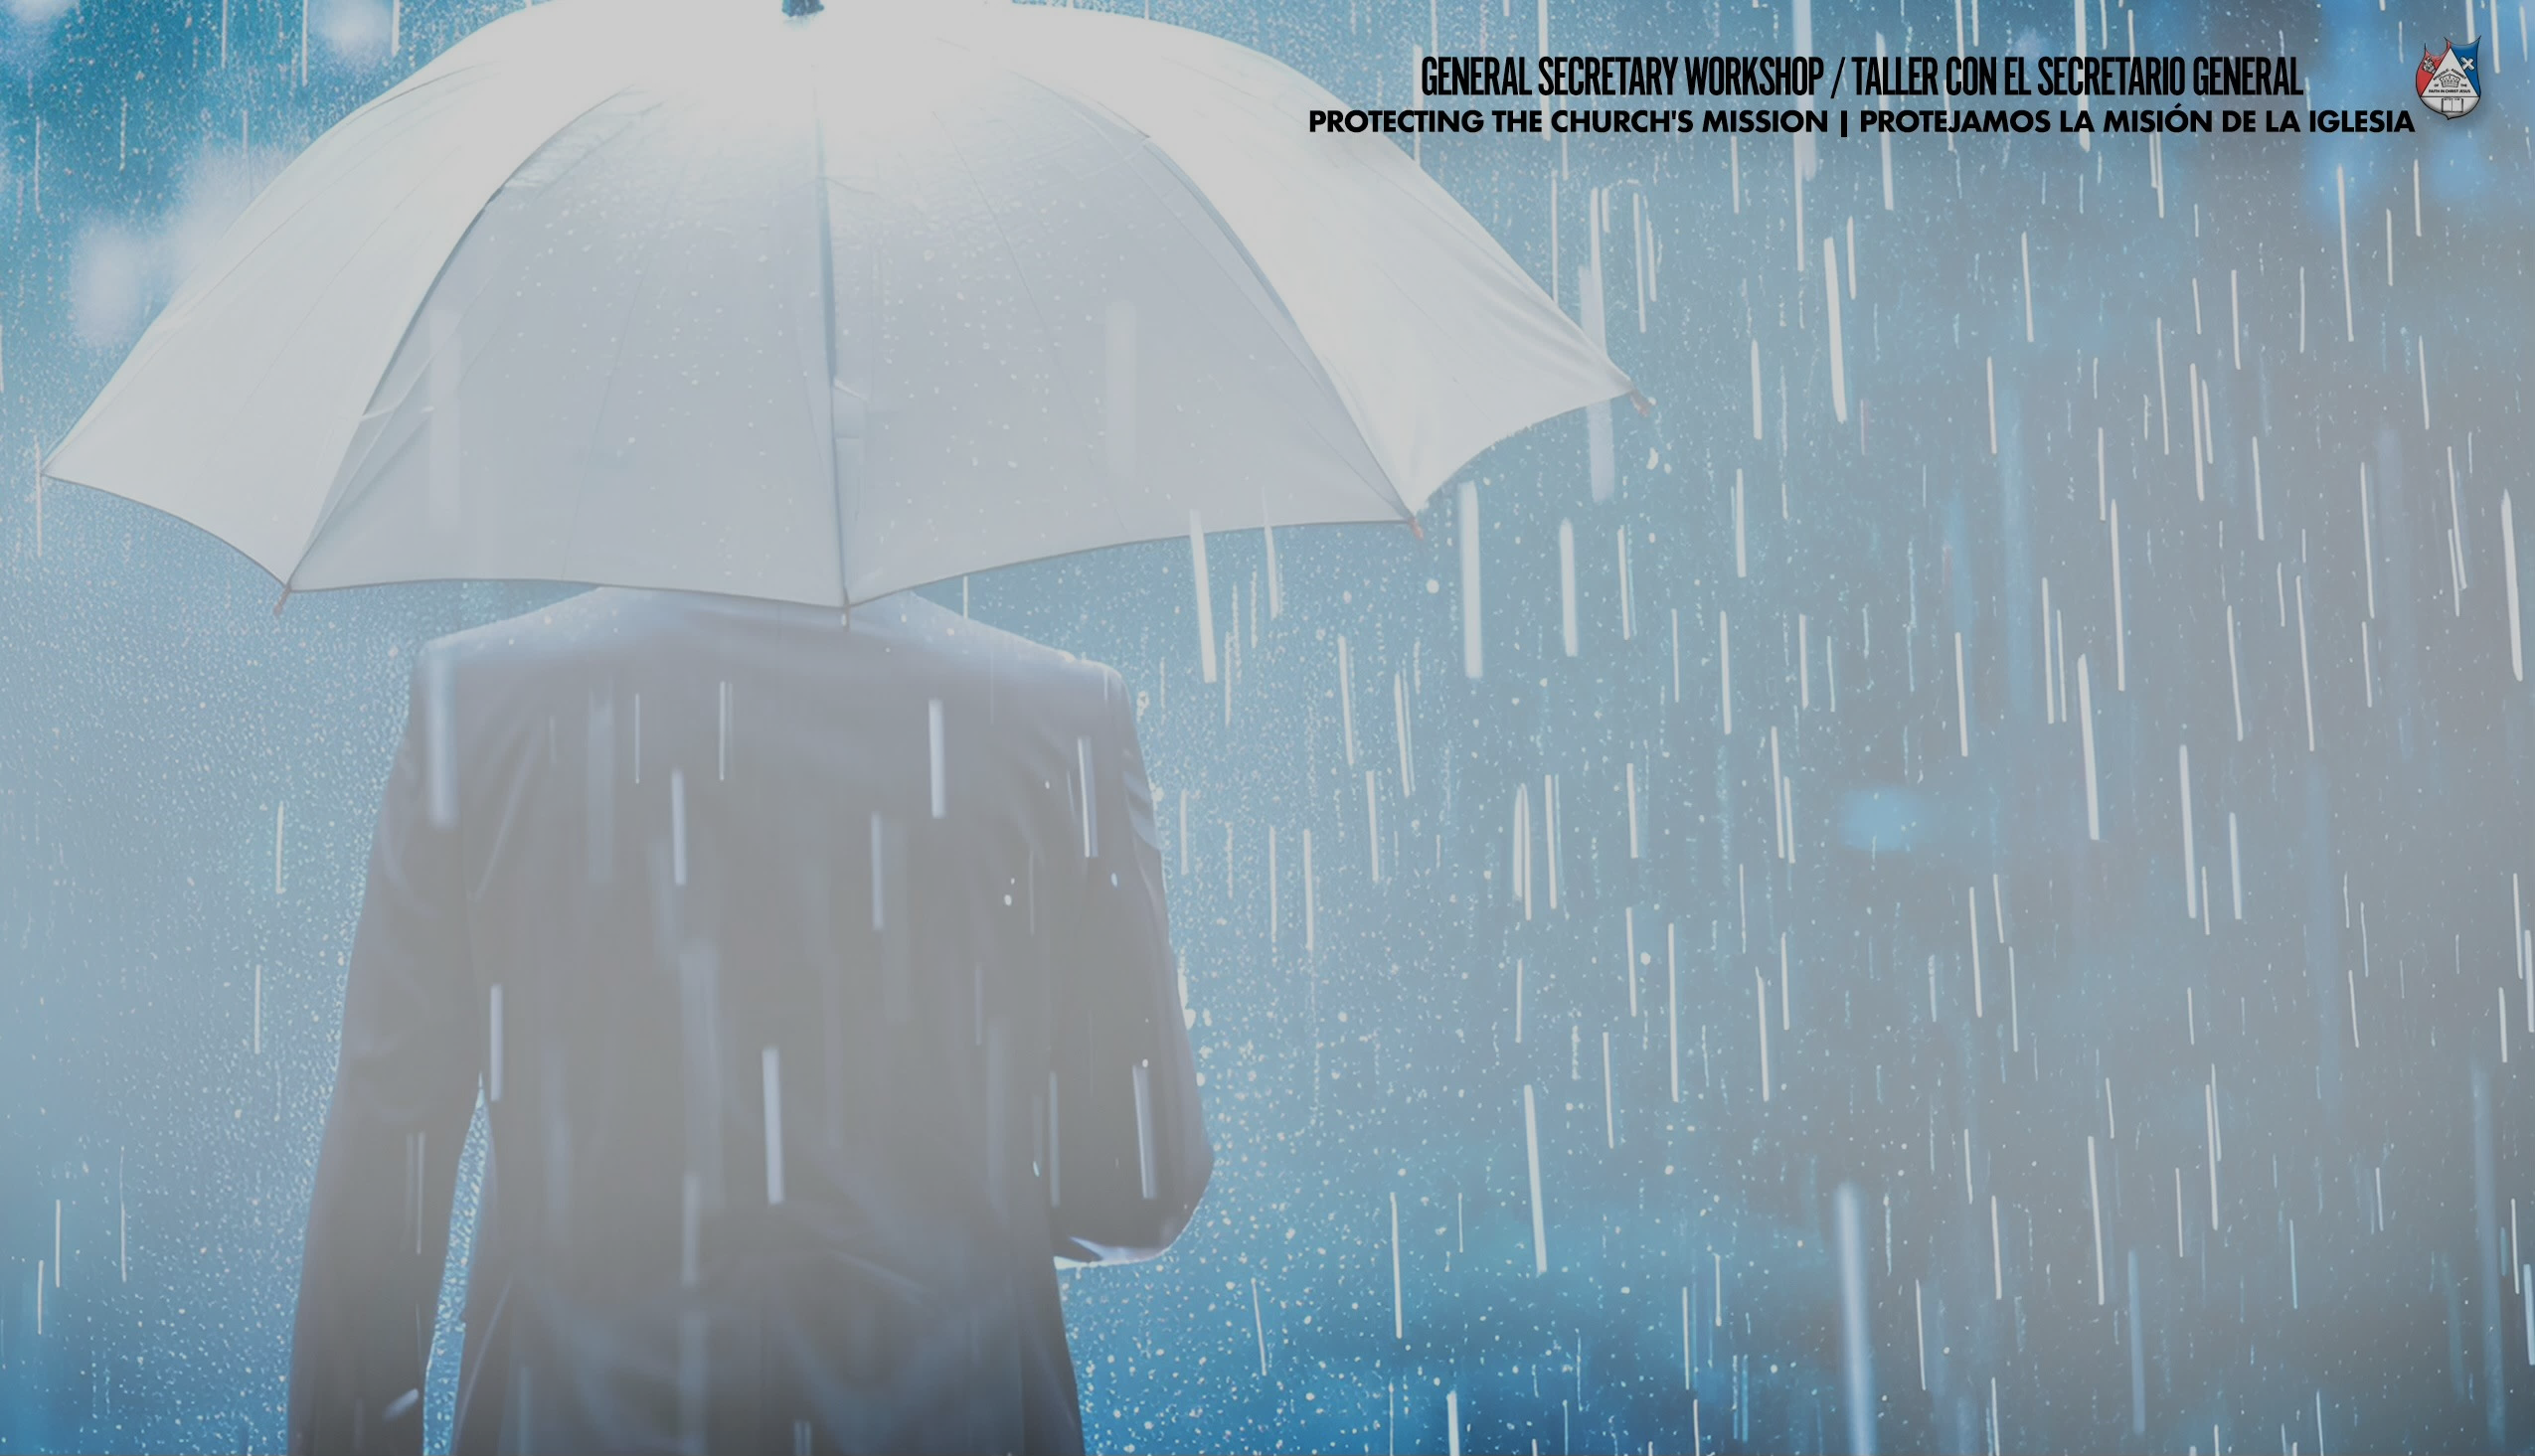 GENERAL SECRETARY WORKSHOP / TALLER CON EL SECRETARIO GENERAL
PROTECTING THE CHURCH'S MISSION | PROTEJAMOS LA MISIÓN DE LA IGLESIA